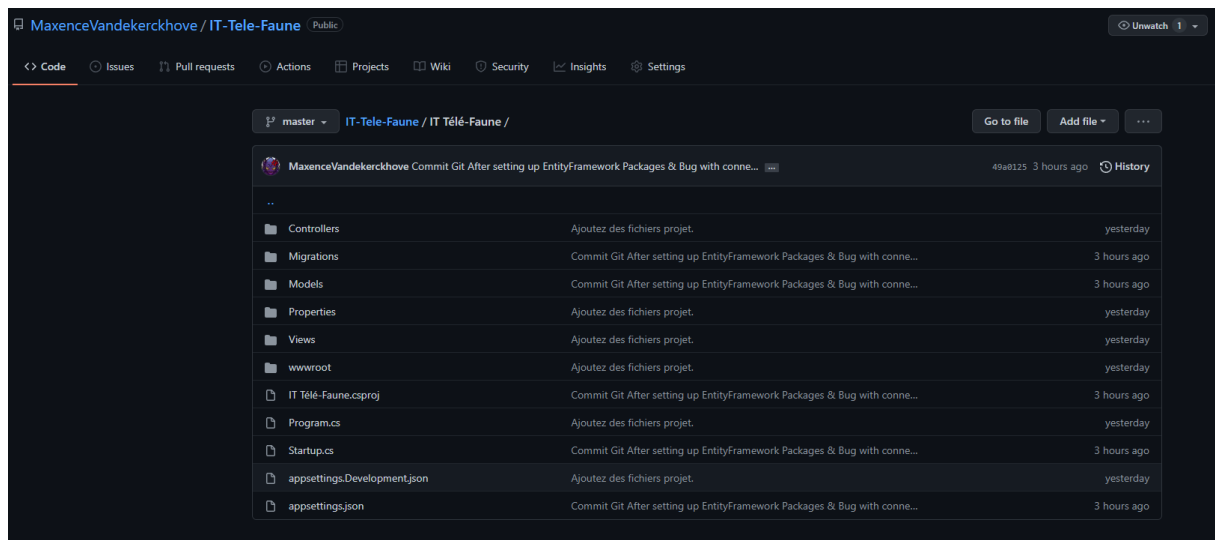 MaxenceVandekerckhove / IT-Tele-Faune Public Unwatch 1
<> Code Issues Pull requests Actions Projects Wiki Security Insights Settings
master IT-Tele-Faune / IT Télé-Faune / Go to file Add file ...
MaxenceVandekerckhove Commit Git After setting up EntityFramework Packages & Bug with conne... ... 49a0125 3 hours ago History
..
Controllers Ajoutez des fichiers projet. yesterday
Migrations Commit Git After setting up EntityFramework Packages & Bug with conne... 3 hours ago
Models Commit Git After setting up EntityFramework Packages & Bug with conne... 3 hours ago
Properties Ajoutez des fichiers projet. yesterday
Views Ajoutez des fichiers projet. yesterday
wwwroot Ajoutez des fichiers projet. yesterday
IT Télé-Faune.csproj Commit Git After setting up EntityFramework Packages & Bug with conne... 3 hours ago
Program.cs Ajoutez des fichiers projet. yesterday
Startup.cs Commit Git After setting up EntityFramework Packages & Bug with conne... 3 hours ago
appsettings.Development.json Ajoutez des fichiers projet. yesterday
appsettings.json Commit Git After setting up EntityFramework Packages & Bug with conne... 3 hours ago